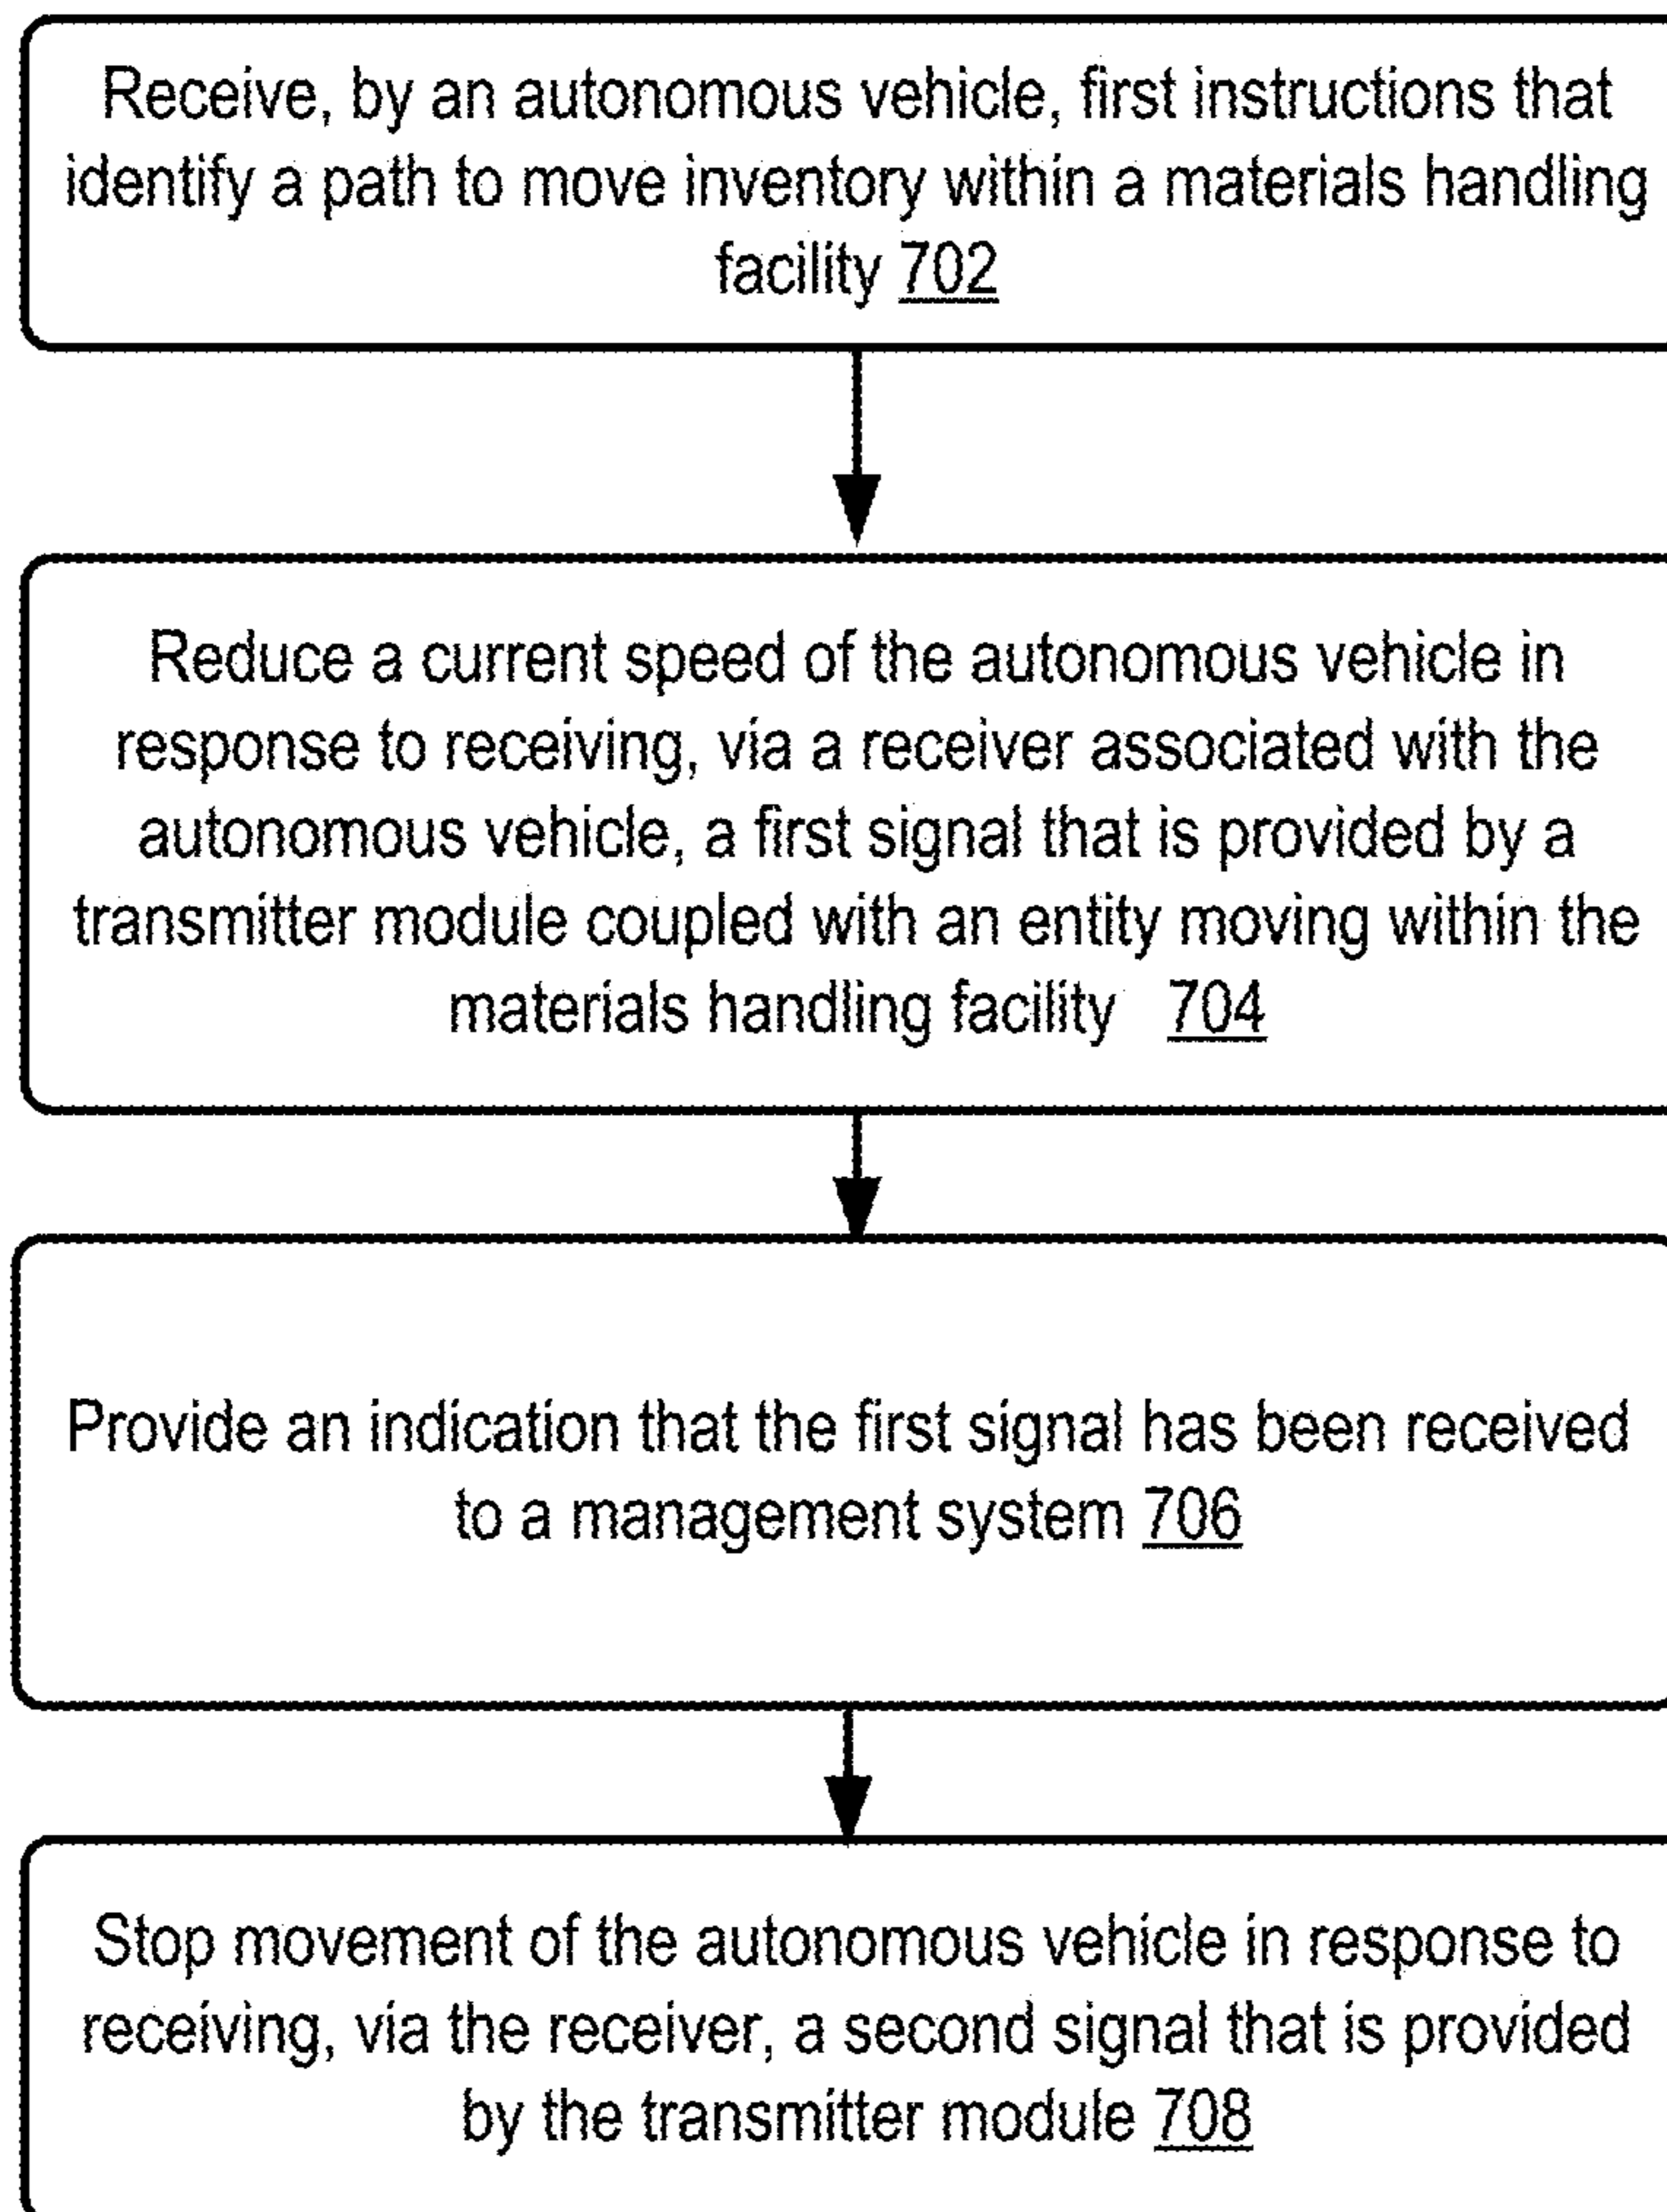 Receive, by an autonomous vehicle, first instructions that
identify a path to move inventory within a materials handling
facility 702
Reduce a current speed of the autonomous vehicle in
response to receiving, via a receiver associated with the
autonomous vehicle, a first signal that is provided by a
transmitter module coupled with an entity moving within the
materials handling facility 704
Provide an indication that the first signal has been received
to a management system 706
Stop movement of the autonomous vehicle in response to
receiving, via the receiver, a second signal that is provided
by the transmitter module 708